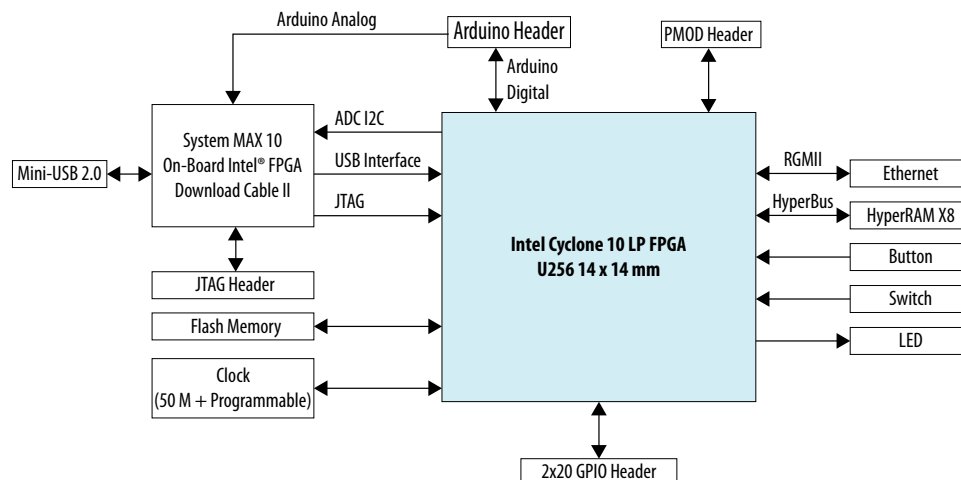 Arduino Analog
Arduino Header
PMOD Header
Arduino
Digital
ADC I2C
System MAX 10
On-Board Intel® FPGA
Download Cable II
Mini-USB 2.0
USB Interface
JTAG
RGMII
Ethernet
HyperBus
HyperRAM X8
Intel Cyclone 10 LP FPGA
U256 14 x 14 mm
Button
JTAG Header
Switch
Flash Memory
LED
Clock
(50 M + Programmable)
2x20 GPIO Header